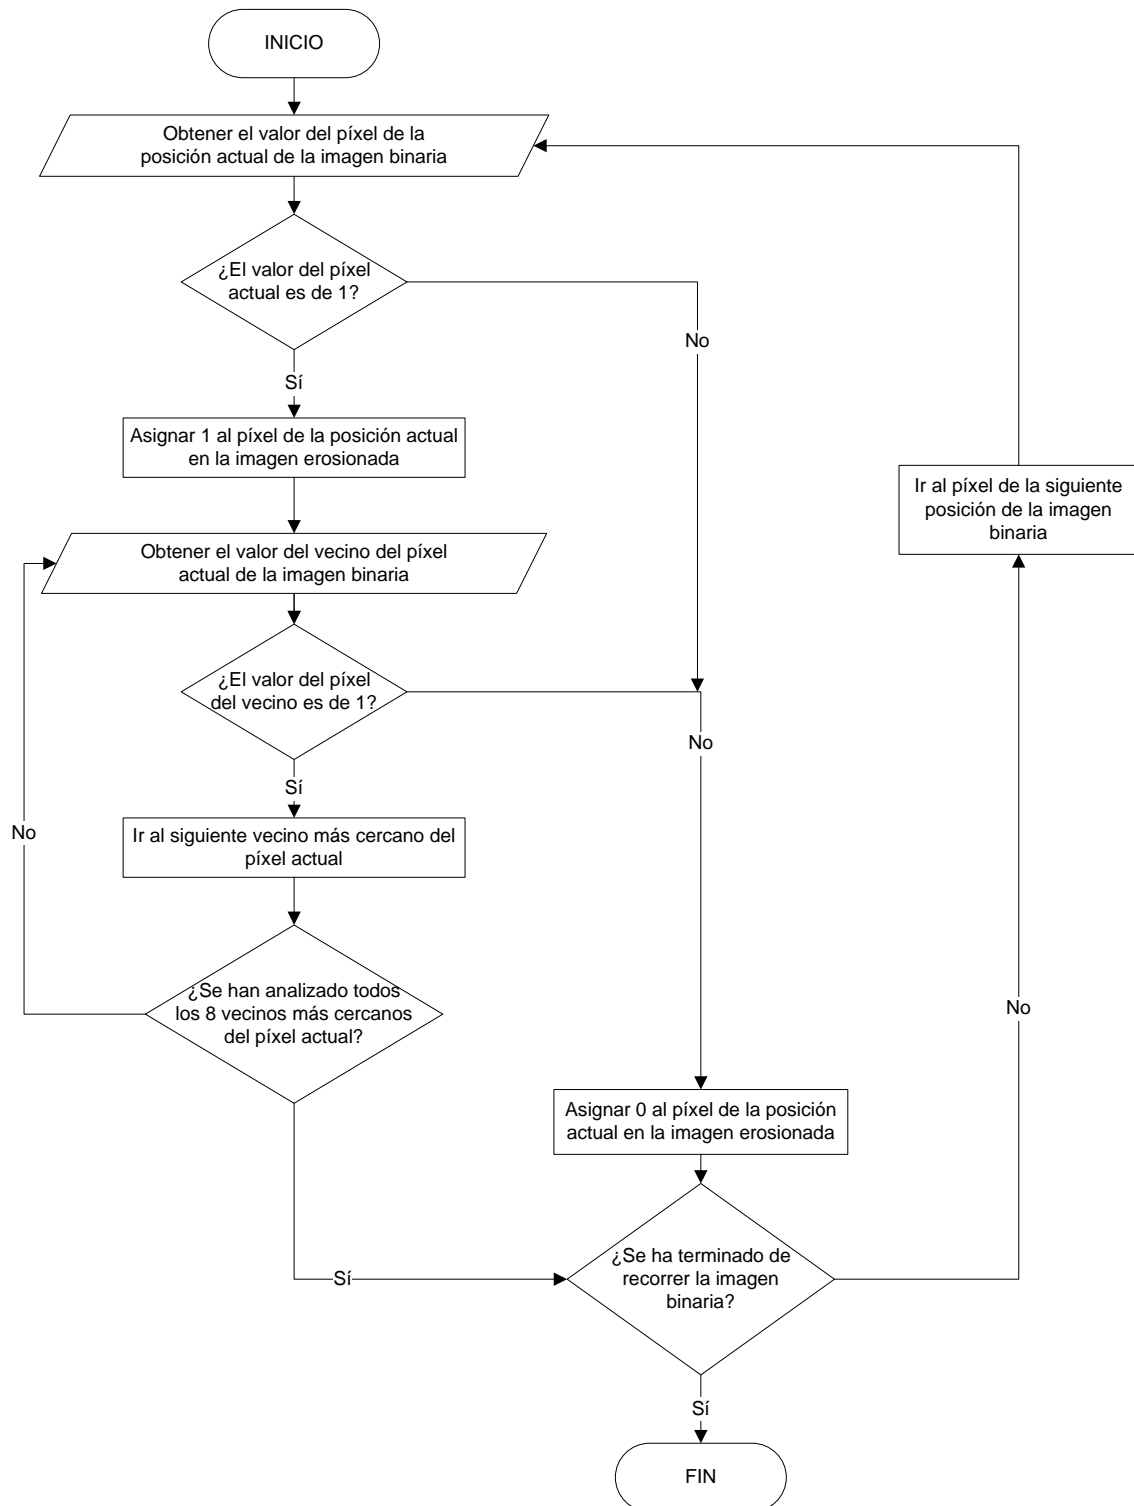 INICIO
Obtener el valor del píxel de la
posición actual de la imagen binaria
¿El valor del píxel
actual es de 1?
No
Sí
Asignar 1 al píxel de la posición actual
en la imagen erosionada
Ir al píxel de la siguiente
posición de la imagen
binaria
Obtener el valor del vecino del píxel
actual de la imagen binaria
¿El valor del píxel
del vecino es de 1?
No
Sí
No
Ir al siguiente vecino más cercano del
píxel actual
¿Se han analizado todos
los 8 vecinos más cercanos
del píxel actual?
No
Asignar 0 al píxel de la posición
actual en la imagen erosionada
Sí
¿Se ha terminado de
recorrer la imagen
binaria?
Sí
FIN